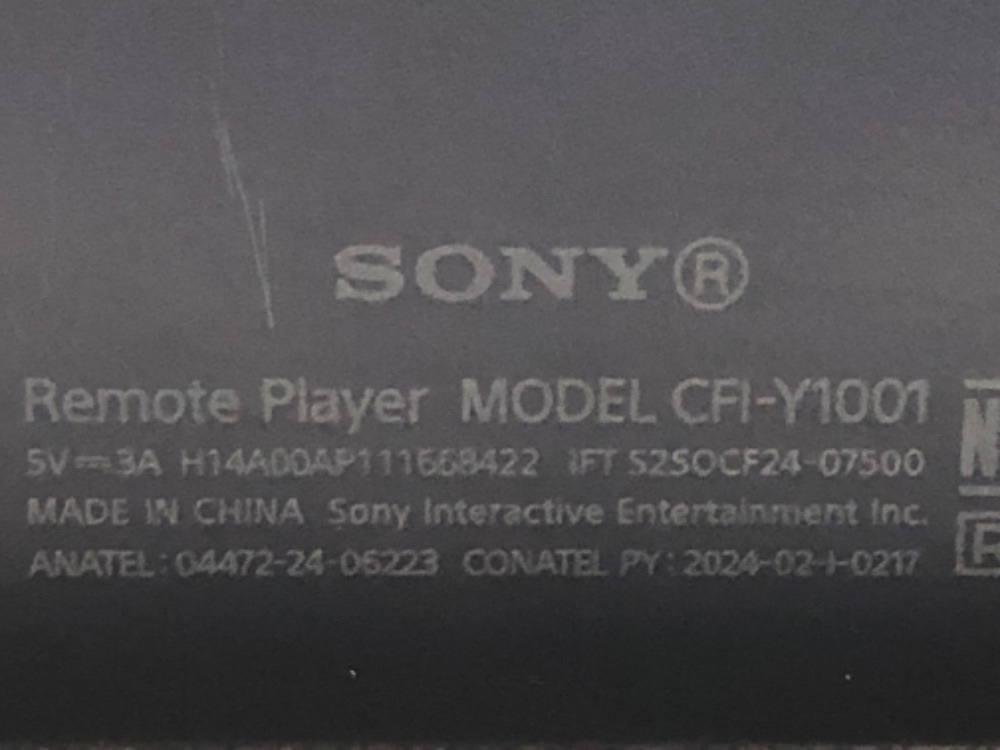 SONY®
Remote Player MODEL CFI-Y1001
5V⎓3A H14A00AP111668422 IFT S2SOCF24-07500
MADE IN CHINA Sony Interactive Entertainment Inc.
ANATEL: 04472-24-06223 CONATEL PY: 2024-02-I-0217